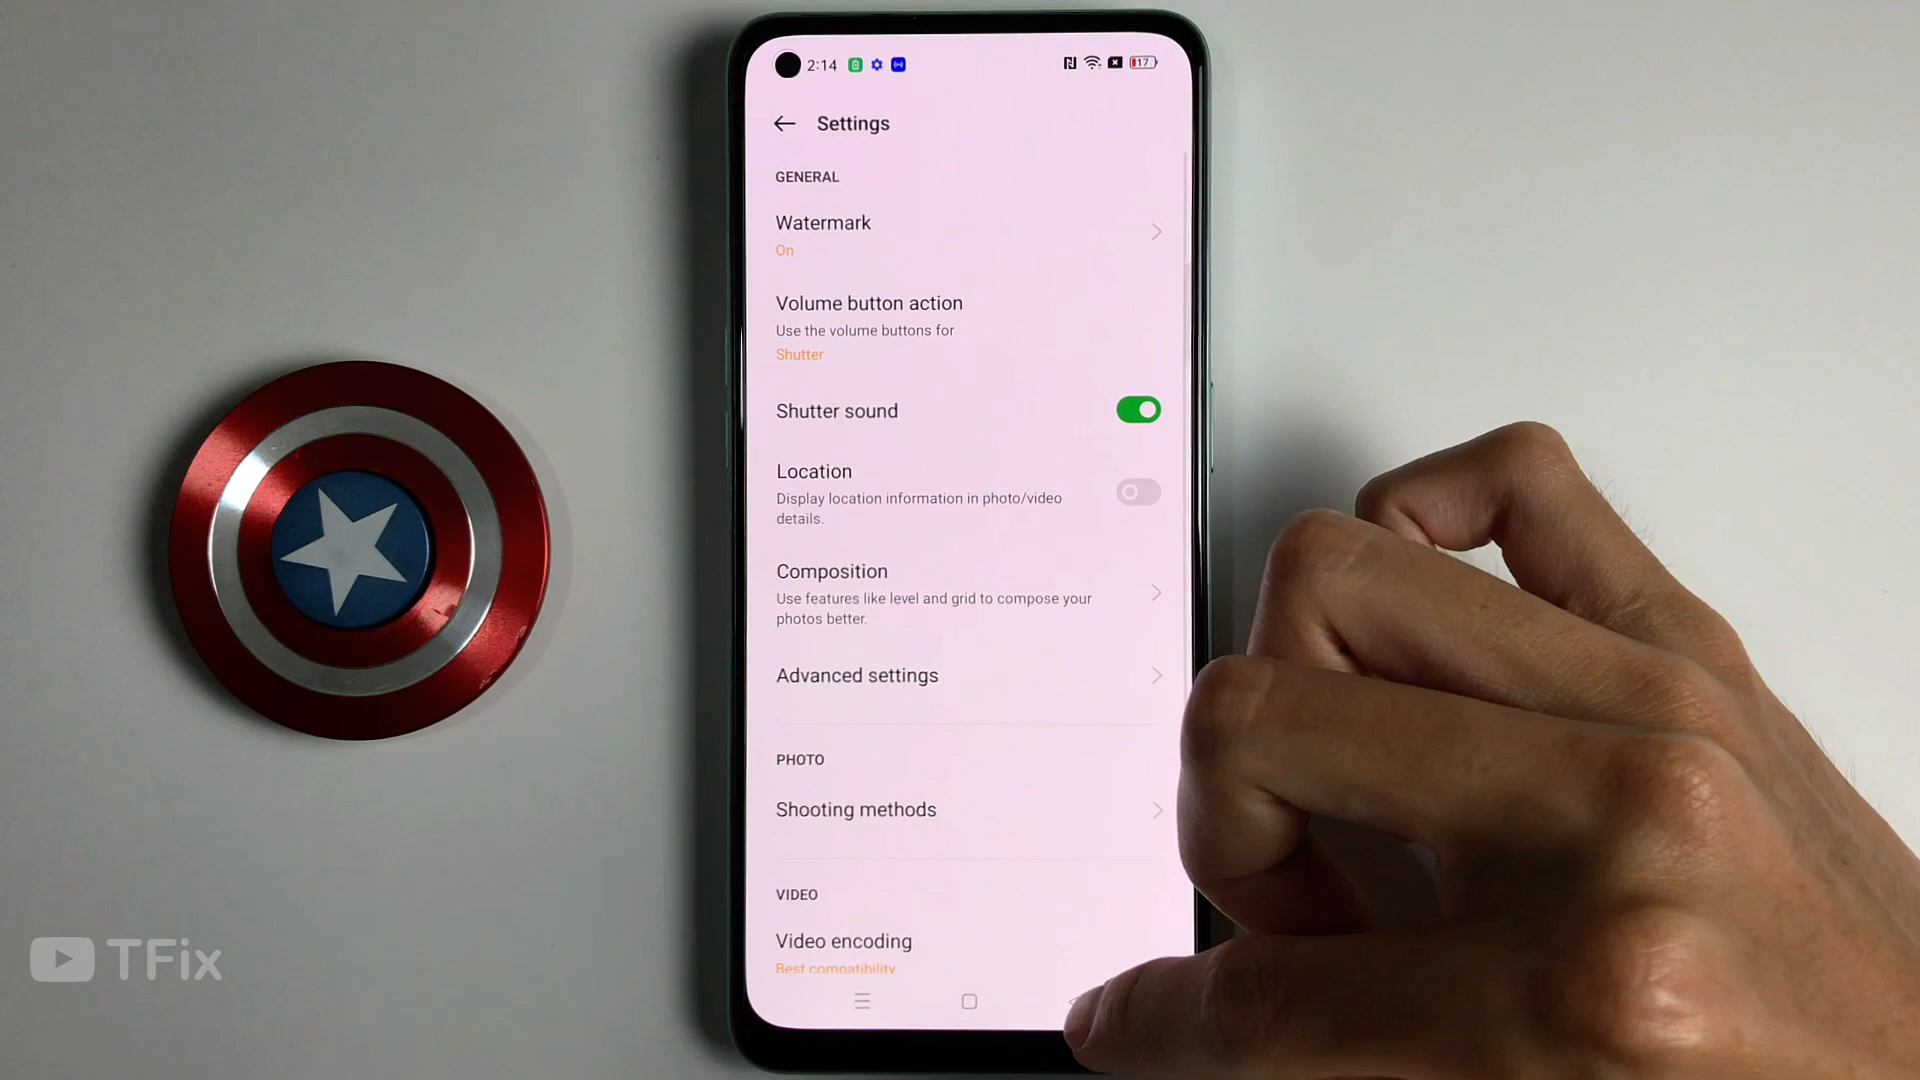 2:14
17
Settings
GENERAL
Watermark
On
Volume button action
Use the volume buttons for
Shutter
Shutter sound
Location
Display location information in photo/video
details.
Composition
Use features like level and grid to compose your
photos better.
Advanced settings
PHOTO
Shooting methods
VIDEO
Video encoding
Best compatibility
TFix